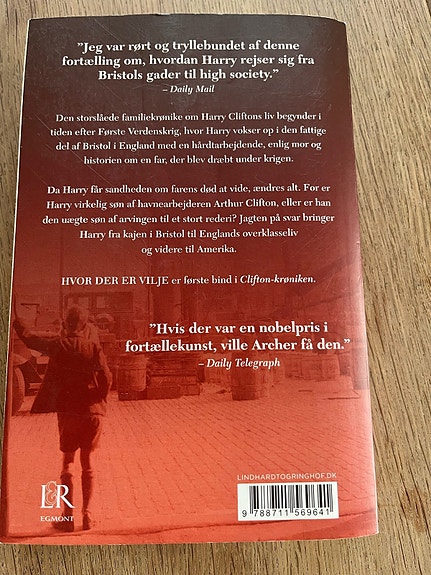 ”Jeg var rørt og tryllebundet af denne
fortælling om, hvordan Harry rejser sig fra
Bristols gader til high society.”
– Daily Mail
Den storslåede familiekrønike om Harry Cliftons liv begynder i
tiden efter Første Verdenskrig, hvor Harry vokser op i den fattige
del af Bristol i England med en hårdtarbejdende, enlig mor og
historien om en far, der blev dræbt under krigen.
Da Harry får sandheden om farens død at vide, ændres alt. For er
Harry virkelig søn af havnearbejderen Arthur Clifton, eller er han
den uægte søn af arvingen til et stort rederi? Jagten på svar bringer
Harry fra kajen i Bristol til Englands overklasseliv
og videre til Amerika.
HVOR DER ER VILJE er første bind i Clifton-krøniken.
”Hvis der var en nobelpris i
fortællekunst, ville Archer få den.”
– Daily Telegraph
LINDHARDTOGRINGHOF.DK
L&R
EGMONT
9 788711 569641